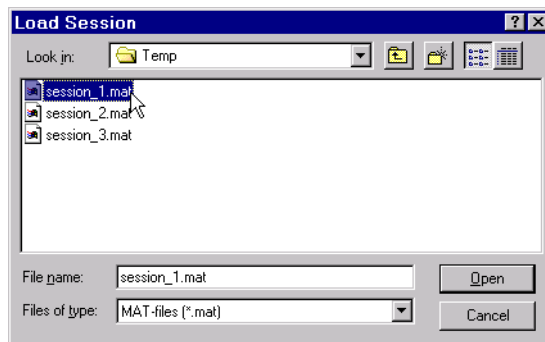 Load Session
Look in: Temp
session_1.mat
session_2.mat
session_3.mat
File name: session_1.mat Open
Files of type: MAT-files (*.mat) Cancel